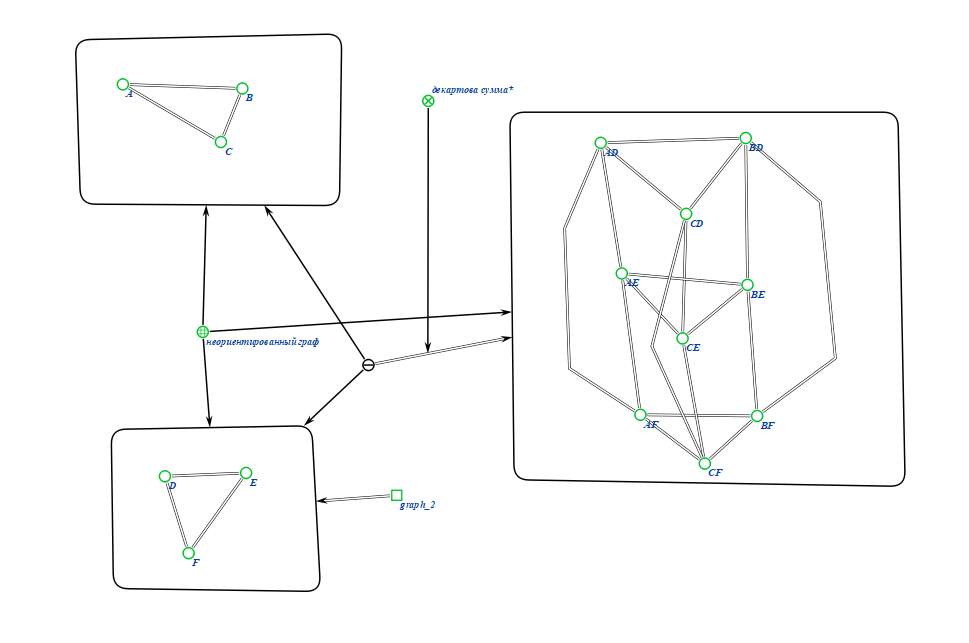 A
B
C
декартова сумма*
AD
BD
CD
AE
BE
CE
AF
BF
CF
неориентированный граф
D
E
F
graph_2